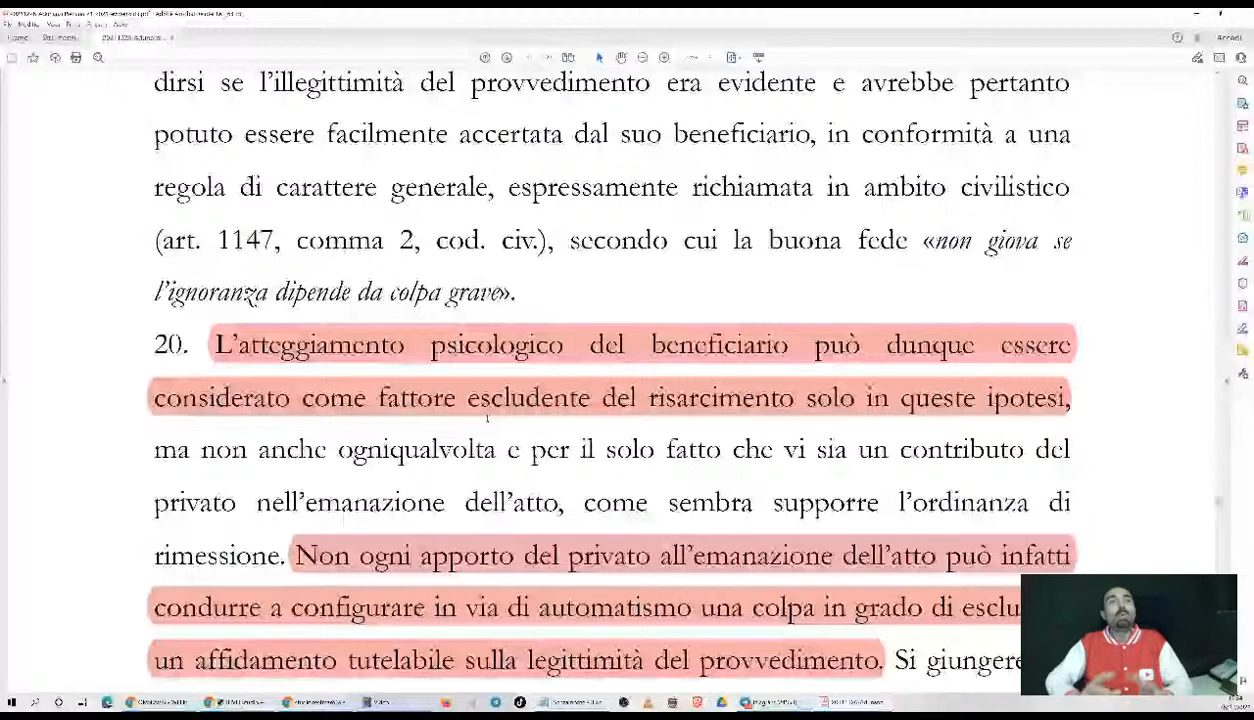 dirsi se l’illegittimità del provvedimento era evidente e avrebbe pertanto
potuto essere facilmente accertata dal suo beneficiario, in conformità a una
regola di carattere generale, espressamente richiamata in ambito civilistico
(art. 1147, comma 2, cod. civ.), secondo cui la buona fede «non giova se
l’ignoranza dipende da colpa grave».
20. L’atteggiamento psicologico del beneficiario può dunque essere
considerato come fattore escludente del risarcimento solo in queste ipotesi,
ma non anche ogniqualvolta e per il solo fatto che vi sia un contributo del
privato nell’emanazione dell’atto, come sembra supporre l’ordinanza di
rimessione. Non ogni apporto del privato all’emanazione dell’atto può infatti
condurre a configurare in via di automatismo una colpa in grado di
un affidamento tutelabile sulla legittimità del provvedimento. Si